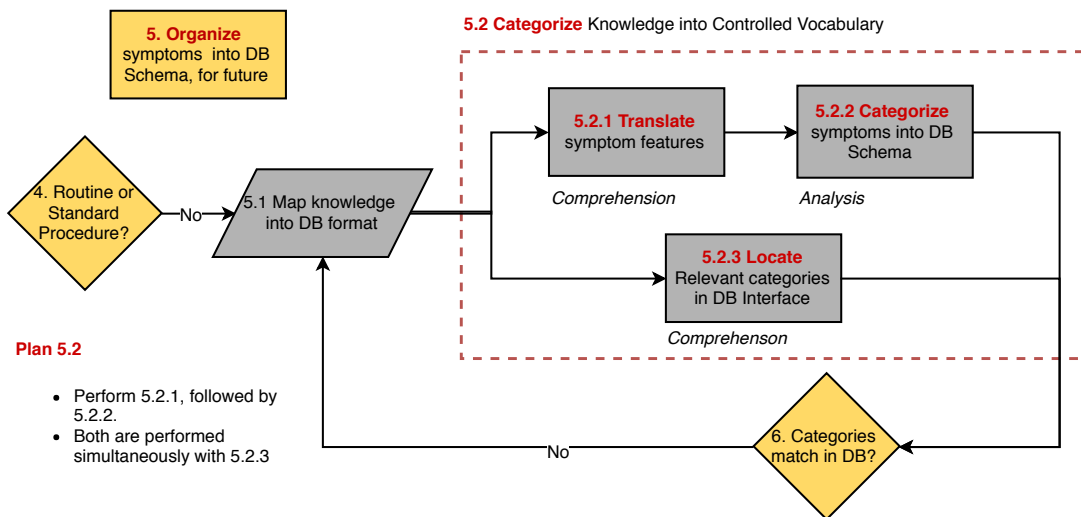 5.2 Categorize Knowledge into Controlled Vocabulary
5. Organize
symptoms into DB
Schema, for future
5.2.1 Translate
symptom features
5.2.2 Categorize
symptoms into DB
Schema
Comprehension
Analysis
4. Routine or
Standard
Procedure?
No
5.1 Map knowledge
into DB format
5.2.3 Locate
Relevant categories
in DB Interface
Comprehenson
Plan 5.2
• Perform 5.2.1, followed by
5.2.2.
• Both are performed
simultaneously with 5.2.3
No
6. Categories
match in DB?